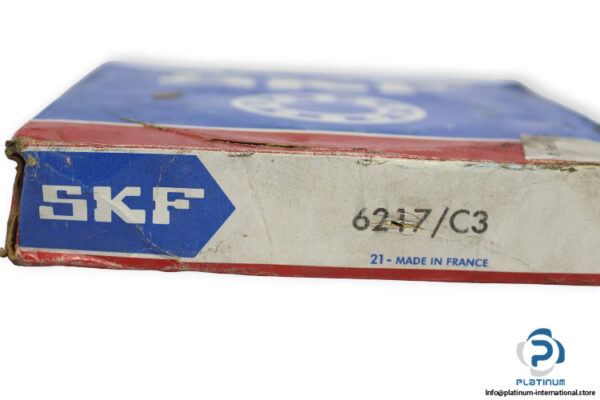 SKF
6217/C3
21- MADE IN FRANCE
PLATINUM
Info@platinum-international.store